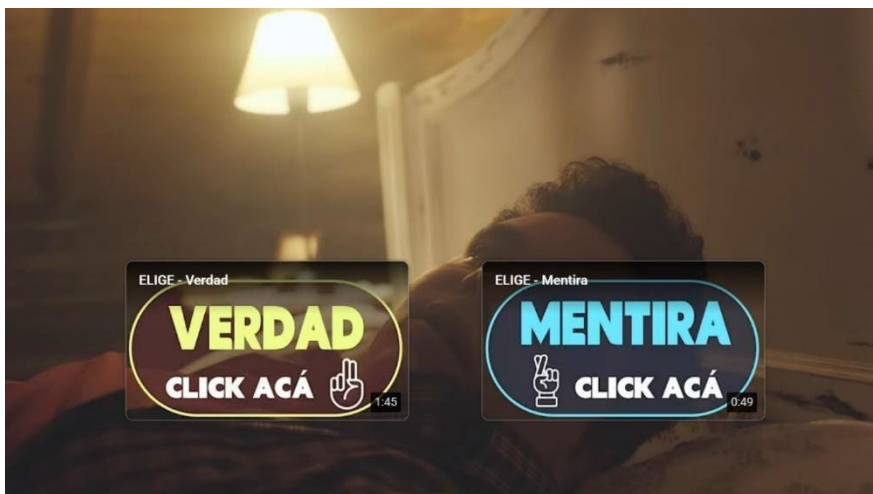 ELIGE - Verdad
VERDAD
CLICK ACÁ
1:45
ELIGE - Mentira
MENTIRA
CLICK ACÁ
0:49